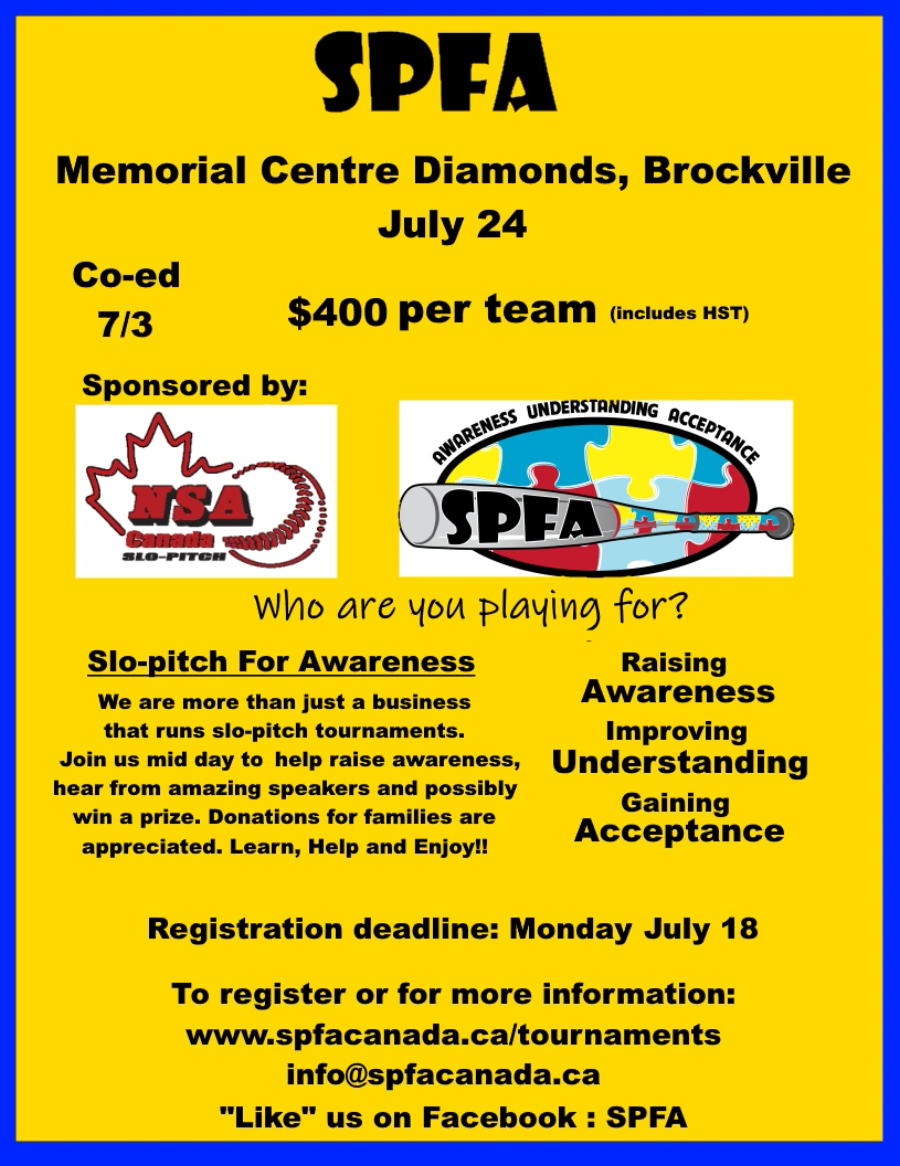 SPFA
Memorial Centre Diamonds, Brockville
July 24
Co-ed
7/3
$400 per team (includes HST)
Sponsored by:
NSA
Canada
SLO-PITCH
AWARENESS UNDERSTANDING ACCEPTANCE
SPFA
Who are you playing for?
Slo-pitch For Awareness
We are more than just a business
that runs slo-pitch tournaments.
Join us mid day to help raise awareness,
hear from amazing speakers and possibly
win a prize. Donations for families are
appreciated. Learn, Help and Enjoy!!
Raising
Awareness
Improving
Understanding
Gaining
Acceptance
Registration deadline: Monday July 18
To register or for more information:
www.spfacanada.ca/tournaments
info@spfacanada.ca
"Like" us on Facebook : SPFA